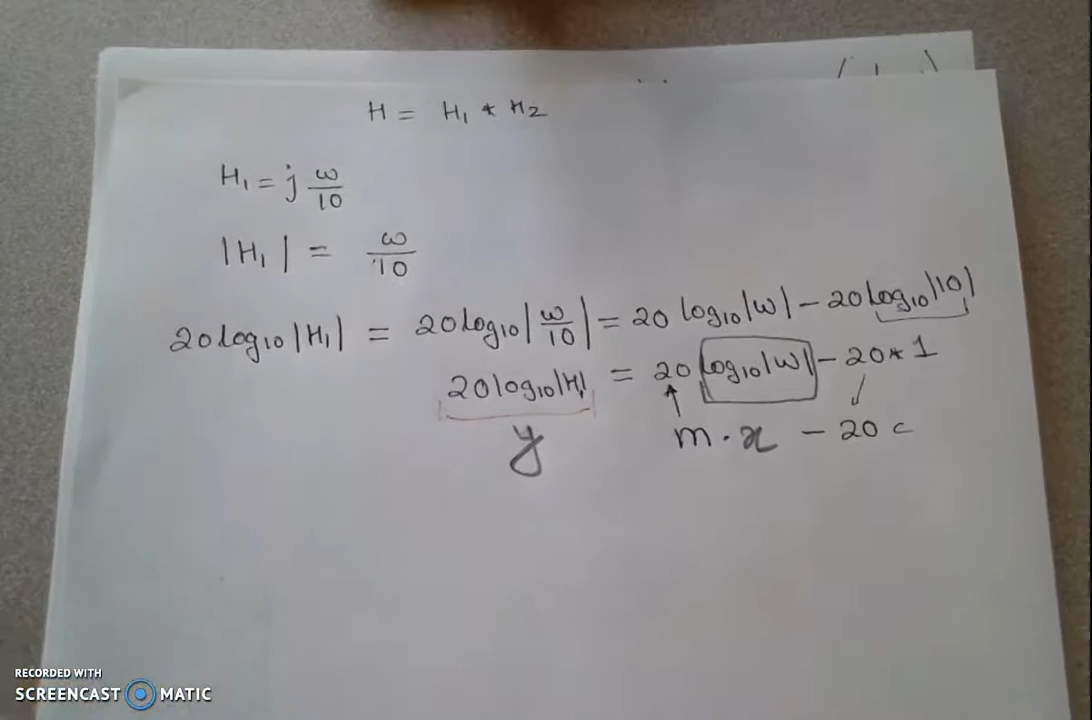 H = H₁ * H₂
H₁ = j ω/10
|H₁| = ω/10
20log₁₀|H₁| = 20log₁₀|ω/10| = 20 log₁₀|ω| - 20log₁₀|10|
20log₁₀|H₁| = 20 log₁₀|ω| - 20*1
y m·x - 20 c
RECORDED WITH
SCREENCAST MATIC